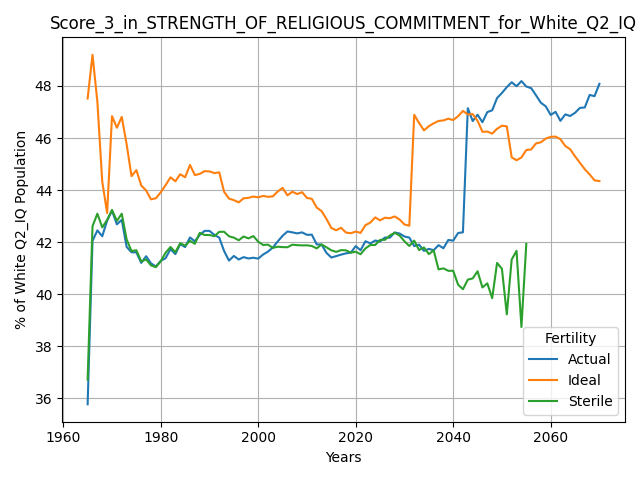 Score_3_in_STRENGTH_OF_RELIGIOUS_COMMITMENT_for_White_Q2_IQ
% of White Q2_IQ Population
48
46
44
42
40
38
36
Fertility
Actual
Ideal
Sterile
1960 1980 2000 2020 2040 2060
Years